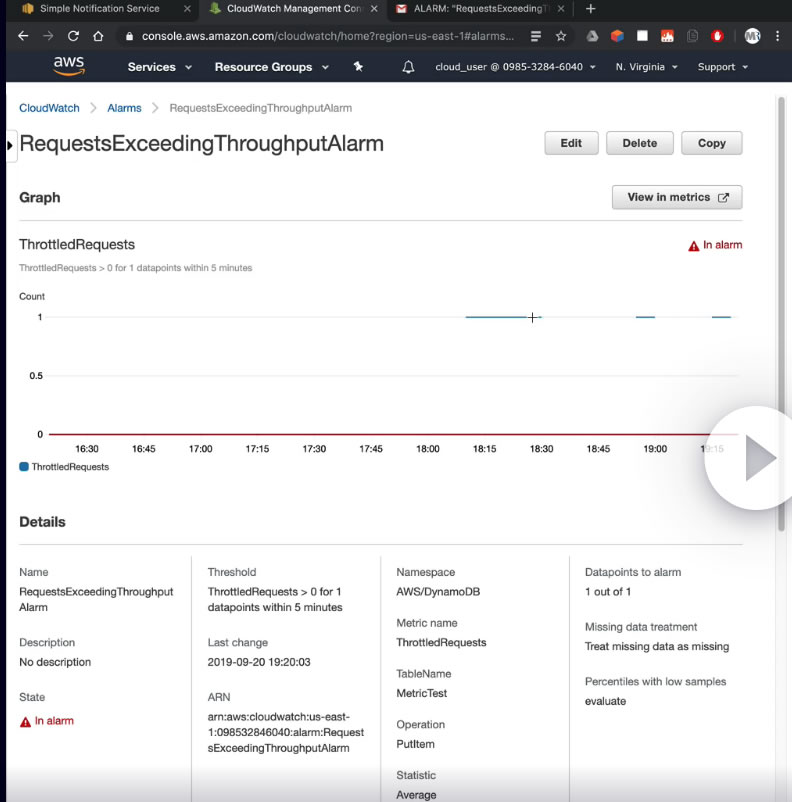 Simple Notification Service
CloudWatch Management Con
ALARM: "RequestsExceedingT
console.aws.amazon.com/cloudwatch/home?region=us-east-1#alarms...
aws
Services
Resource Groups
cloud_user @ 0985-3284-6040
N. Virginia
Support
CloudWatch
Alarms
RequestsExceedingThroughputAlarm
RequestsExceedingThroughputAlarm
Edit
Delete
Copy
Graph
View in metrics
ThrottledRequests
In alarm
ThrottledRequests > 0 for 1 datapoints within 5 minutes
Count
1
0.5
0
16:30 16:45 17:00 17:15 17:30 17:45 18:00 18:15 18:30 18:45 19:00 19:15
ThrottledRequests
Details
Name
RequestsExceedingThroughput
Alarm
Description
No description
State
In alarm
Threshold
ThrottledRequests > 0 for 1
datapoints within 5 minutes
Last change
2019-09-20 19:20:03
ARN
arn:aws:cloudwatch:us-east-
1:098532846040:alarm:Request
sExceedingThroughputAlarm
Namespace
AWS/DynamoDB
Metric name
ThrottledRequests
TableName
MetricTest
Operation
PutItem
Statistic
Average
Datapoints to alarm
1 out of 1
Missing data treatment
Treat missing data as missing
Percentiles with low samples
evaluate